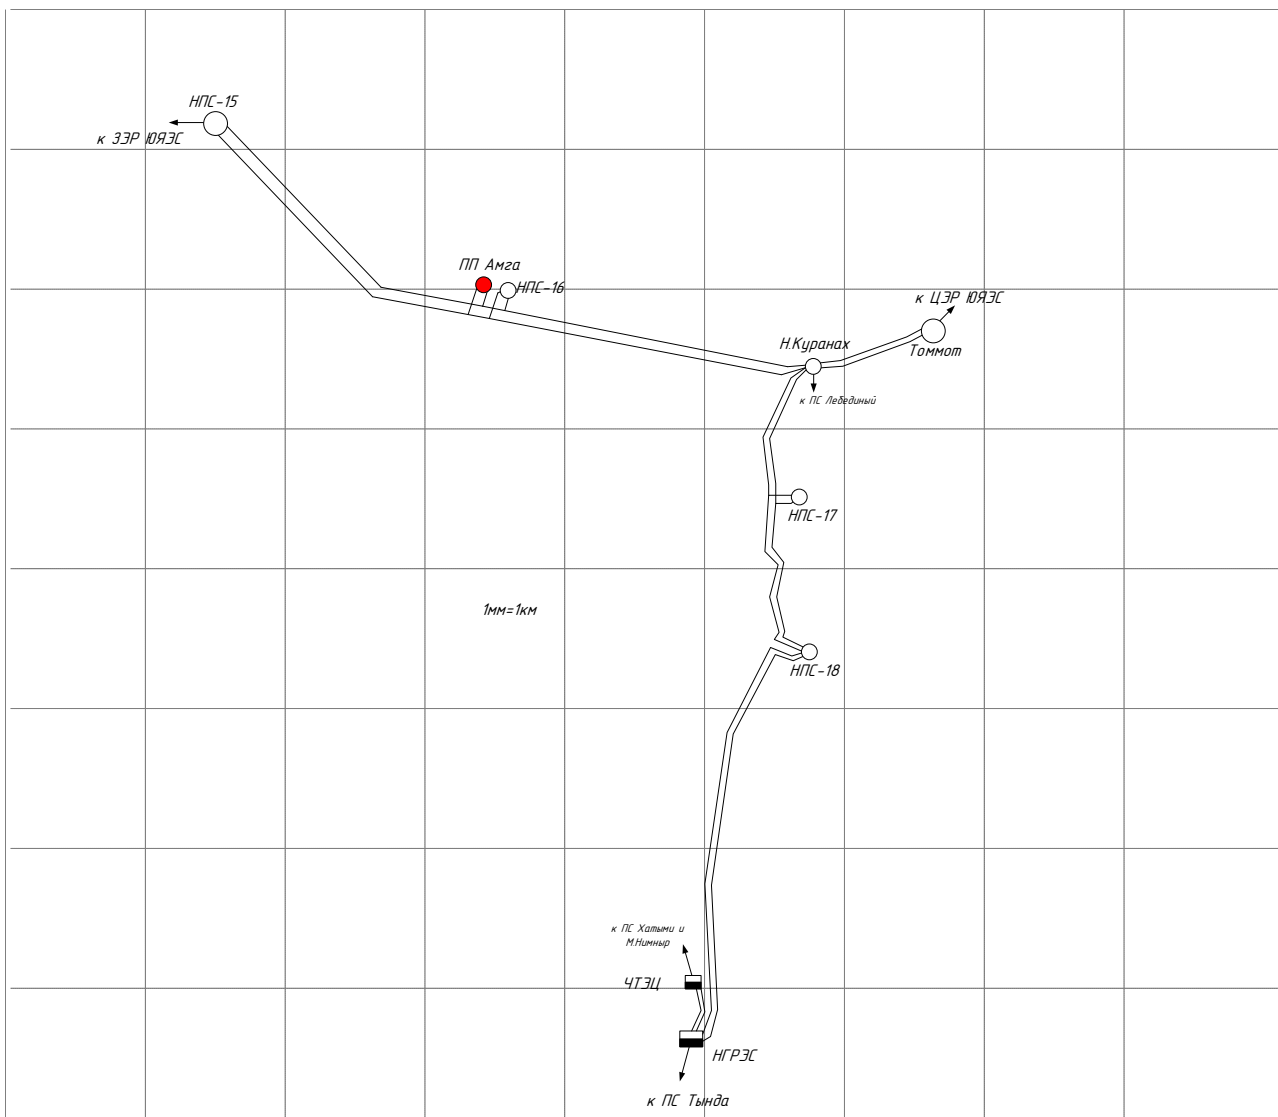 НПС-15
к ЗЭР ЮЯЭС
ПП Амга
НПС-16
к ЦЭР ЮЯЭС
Томмот
Н.Куранах
к ПС Лебединый
НПС-17
1мм=1км
НПС-18
к ПС Хатыми и
М.Нимныр
ЧТЭЦ
НГРЭС
к ПС Тында